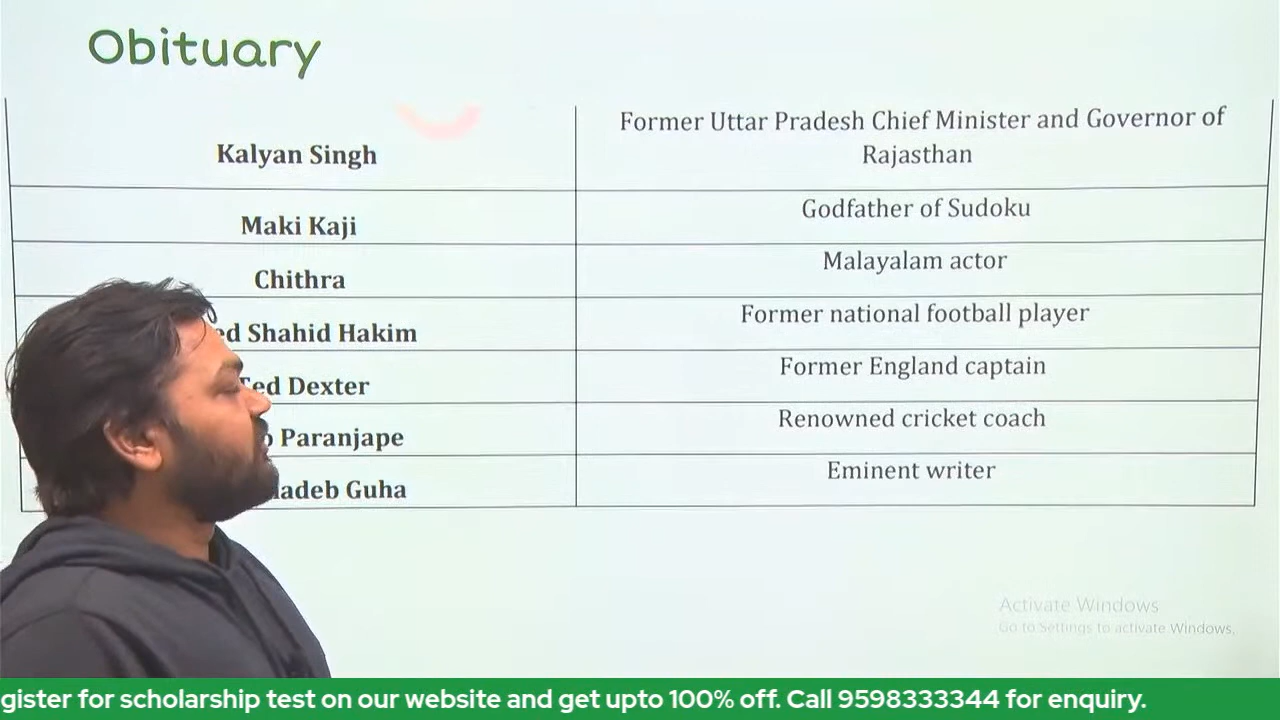 Obituary
Kalyan Singh
Former Uttar Pradesh Chief Minister and Governor of
Rajasthan
Maki Kaji
Godfather of Sudoku
Chithra
Malayalam actor
Shahid Hakim
Former national football player
Ted Dexter
Former England captain
Paranjape
Renowned cricket coach
Guha
Eminent writer
Activate Windows
Go to Settings to activate Windows.
gister for scholarship test on our website and get upto 100% off. Call 9598333344 for enquiry.